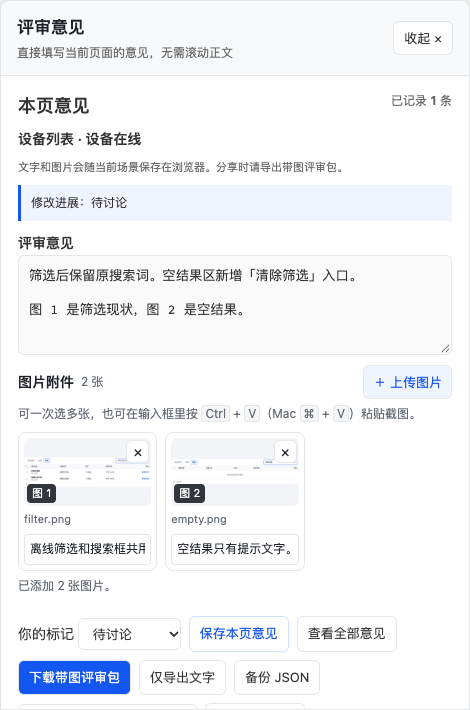 评审意见
直接填写当前页面的意见，无需滚动正文
收起 ×
本页意见
已记录 1 条
设备列表 · 设备在线
文字和图片会随当前场景保存在浏览器。分享时请导出带图评审包。
修改进展：待讨论
评审意见
筛选后保留原搜索词。空结果区新增「清除筛选」入口。
图 1 是筛选现状，图 2 是空结果。
图片附件 2 张
＋ 上传图片
可一次选多张，也可在输入框里按 Ctrl + V（Mac ⌘ + V）粘贴截图。
×
×
图 1
图 2
filter.png
empty.png
离线筛选和搜索框共用
空结果只有提示文字。
已添加 2 张图片。
你的标记 待讨论 保存本页意见 查看全部意见
下载带图评审包 仅导出文字 备份 JSON